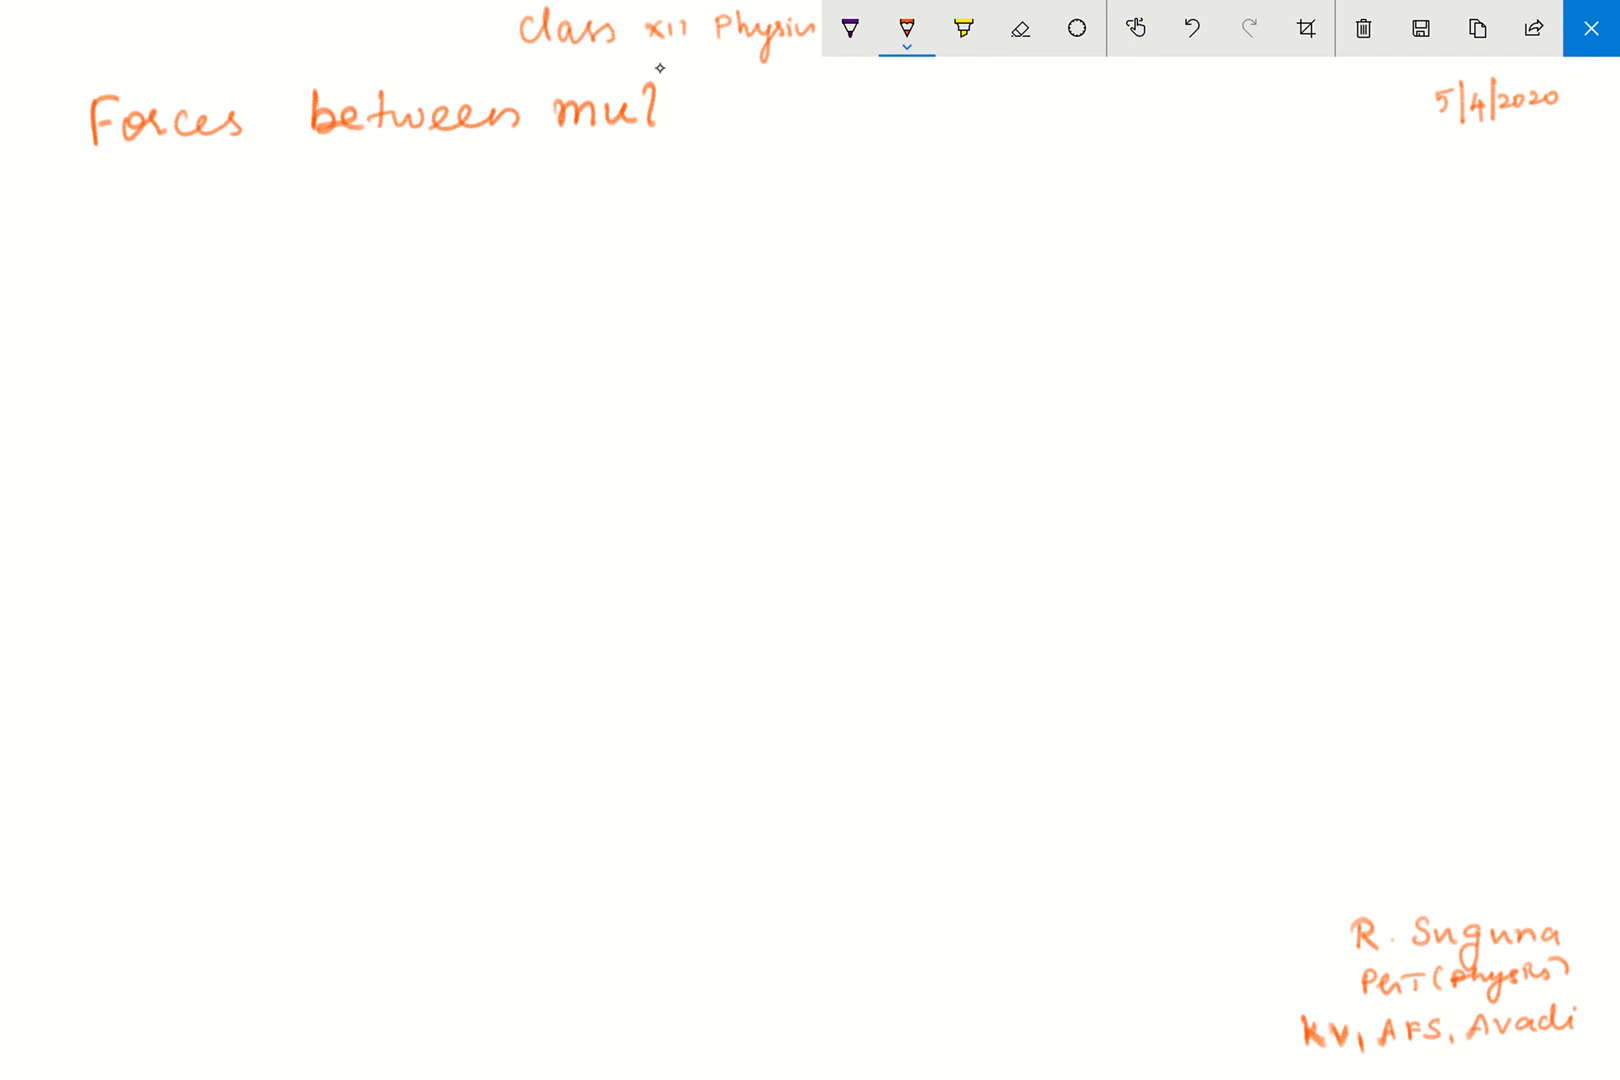 Class XII Physics
5/4/2020
Forces between mul
R. Suguna
PGT (Physics)
KV, AFS, Avadi